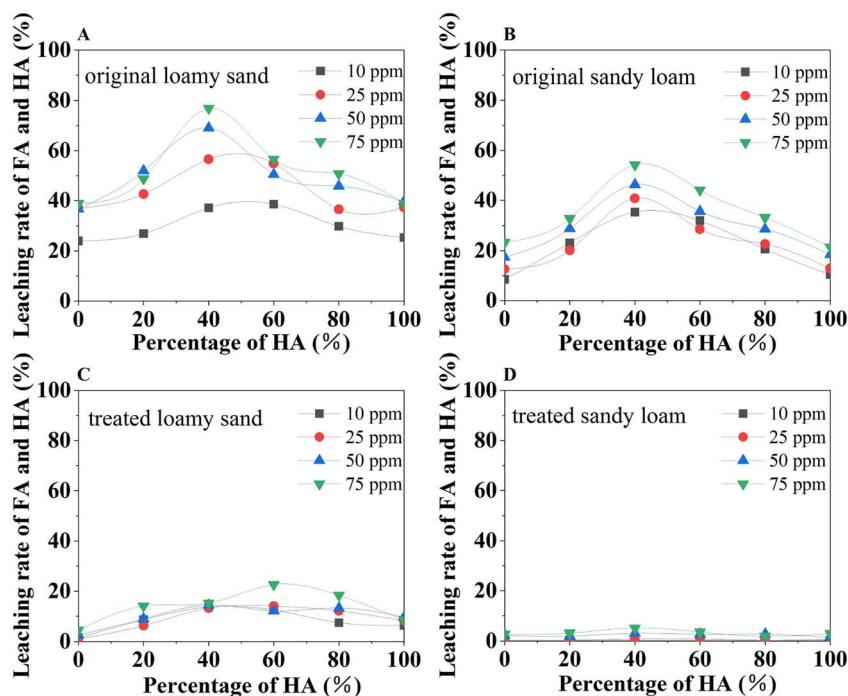 A
Leaching rate of FA and HA (%)
100
80
60
40
20
0
original loamy sand
10 ppm
25 ppm
50 ppm
75 ppm
0 20 40 60 80 100
Percentage of HA (%)
B
Leaching rate of FA and HA (%)
100
80
60
40
20
0
original sandy loam
10 ppm
25 ppm
50 ppm
75 ppm
0 20 40 60 80 100
Percentage of HA (%)
C
Leaching rate of FA and HA (%)
100
80
60
40
20
0
treated loamy sand
10 ppm
25 ppm
50 ppm
75 ppm
0 20 40 60 80 100
Percentage of HA (%)
D
Leaching rate of FA and HA (%)
100
80
60
40
20
0
treated sandy loam
10 ppm
25 ppm
50 ppm
75 ppm
0 20 40 60 80 100
Percentage of HA (%)